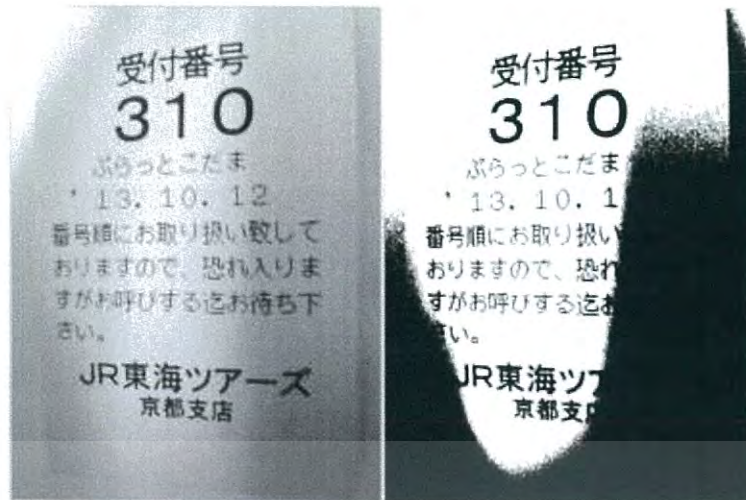 受付番号
310
ぷらっとこだま
'13.10.12
番号順にお取り扱い致して
おりますので、恐れ入りま
すがお呼びする迄お待ち下
さい。
JR東海ツアーズ
京都支店
受付番号
310
ぷらっとこだま
'13.10.1
番号順にお取り扱い
おりますので、恐れ
すがお呼びする迄お
さい。
JR東海ツア
京都支店